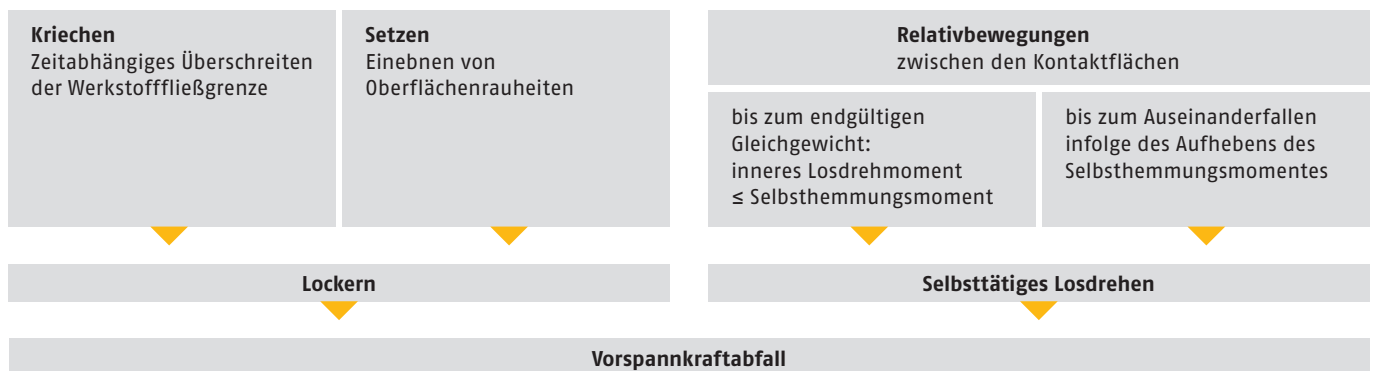 Kriechen
Zeitabhängiges Überschreiten
der Werkstofffließgrenze
Setzen
Einebnen von
Oberflächenrauheiten
Relativbewegungen
zwischen den Kontaktflächen
bis zum endgültigen
Gleichgewicht:
inneres Losdrehmoment
≤ Selbsthemmungsmoment
bis zum Auseinanderfallen
infolge des Aufhebens des
Selbsthemmungsmomentes
Lockern
Selbsttätiges Losdrehen
Vorspannkraftabfall